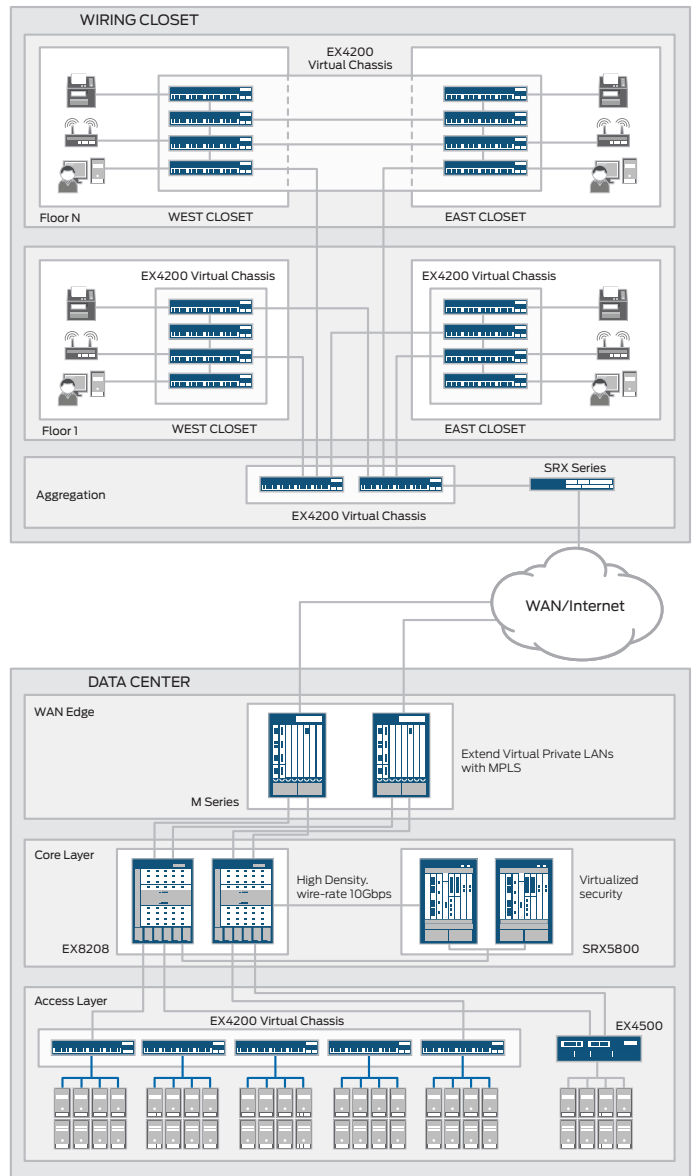 WIRING CLOSET
EX4200
Virtual Chassis
Floor N
WEST CLOSET
EAST CLOSET
EX4200 Virtual Chassis
EX4200 Virtual Chassis
Floor 1
WEST CLOSET
EAST CLOSET
Aggregation
SRX Series
EX4200 Virtual Chassis
WAN/Internet
DATA CENTER
WAN Edge
Extend Virtual Private LANs
with MPLS
M Series
Core Layer
High Density.
wire-rate 10Gbps
Virtualized
security
EX8208
SRX5800
Access Layer
EX4200 Virtual Chassis
EX4500